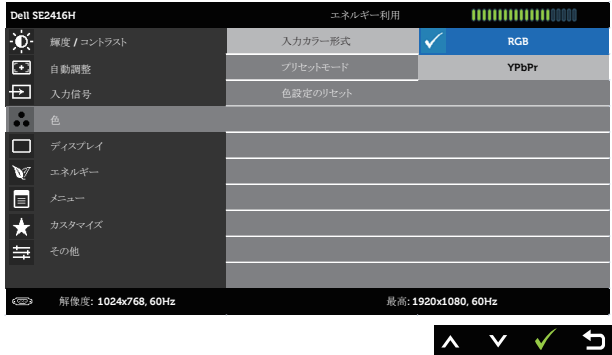 Dell SE2416H エネルギー利用
輝度 / コントラスト 入力カラー形式 RGB
自動調整 プリセットモード YPbPr
入力信号 色設定のリセット
色
ディスプレイ
エネルギー
メニュー
カスタマイズ
その他
解像度: 1024x768, 60Hz 最高: 1920x1080, 60Hz